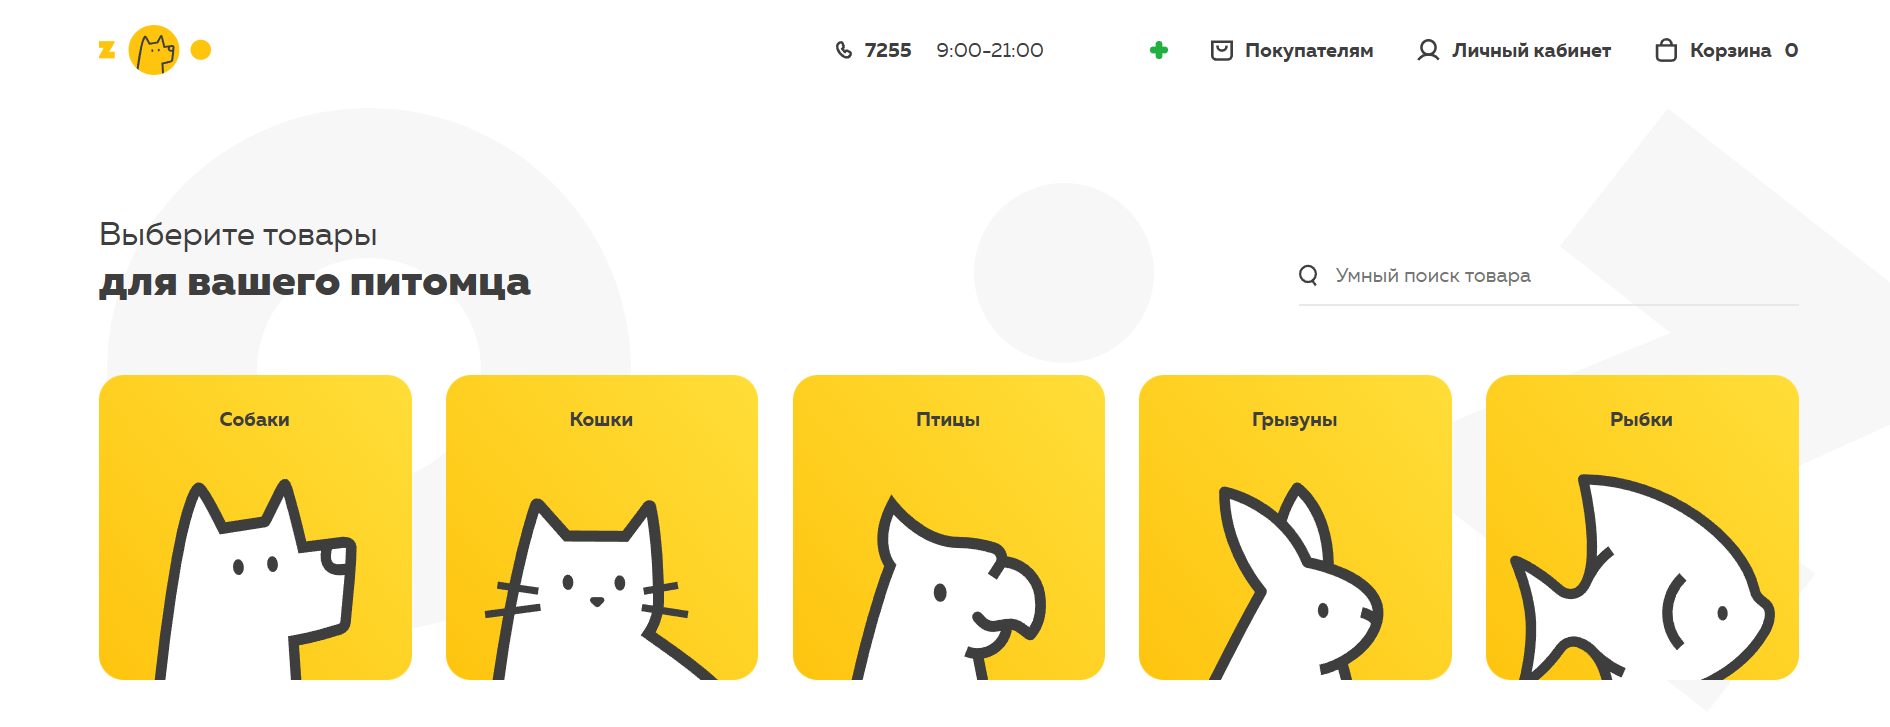 7255 9:00-21:00 Покупателям Личный кабинет Корзина 0
Выберите товары
для вашего питомца
Умный поиск товара
Собаки Кошки Птицы Грызуны Рыбки